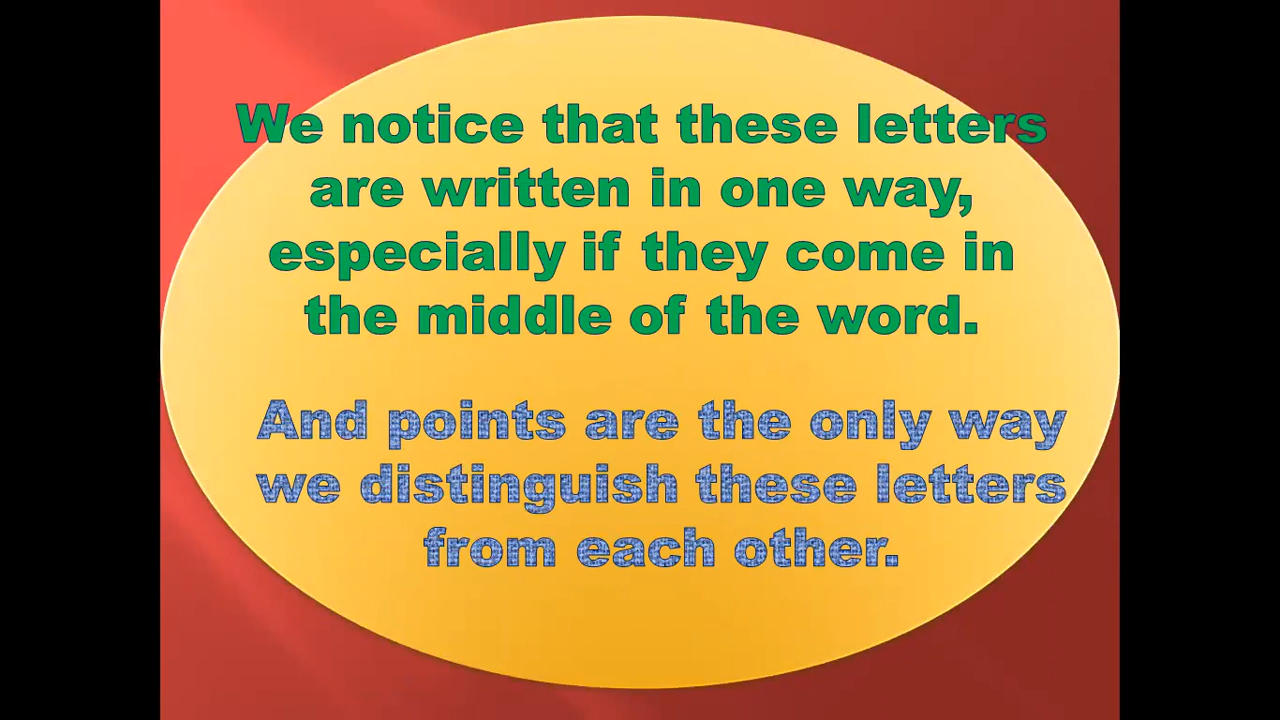 We notice that these letters
are written in one way,
especially if they come in
the middle of the word.
And points are the only way
we distinguish these letters
from each other.